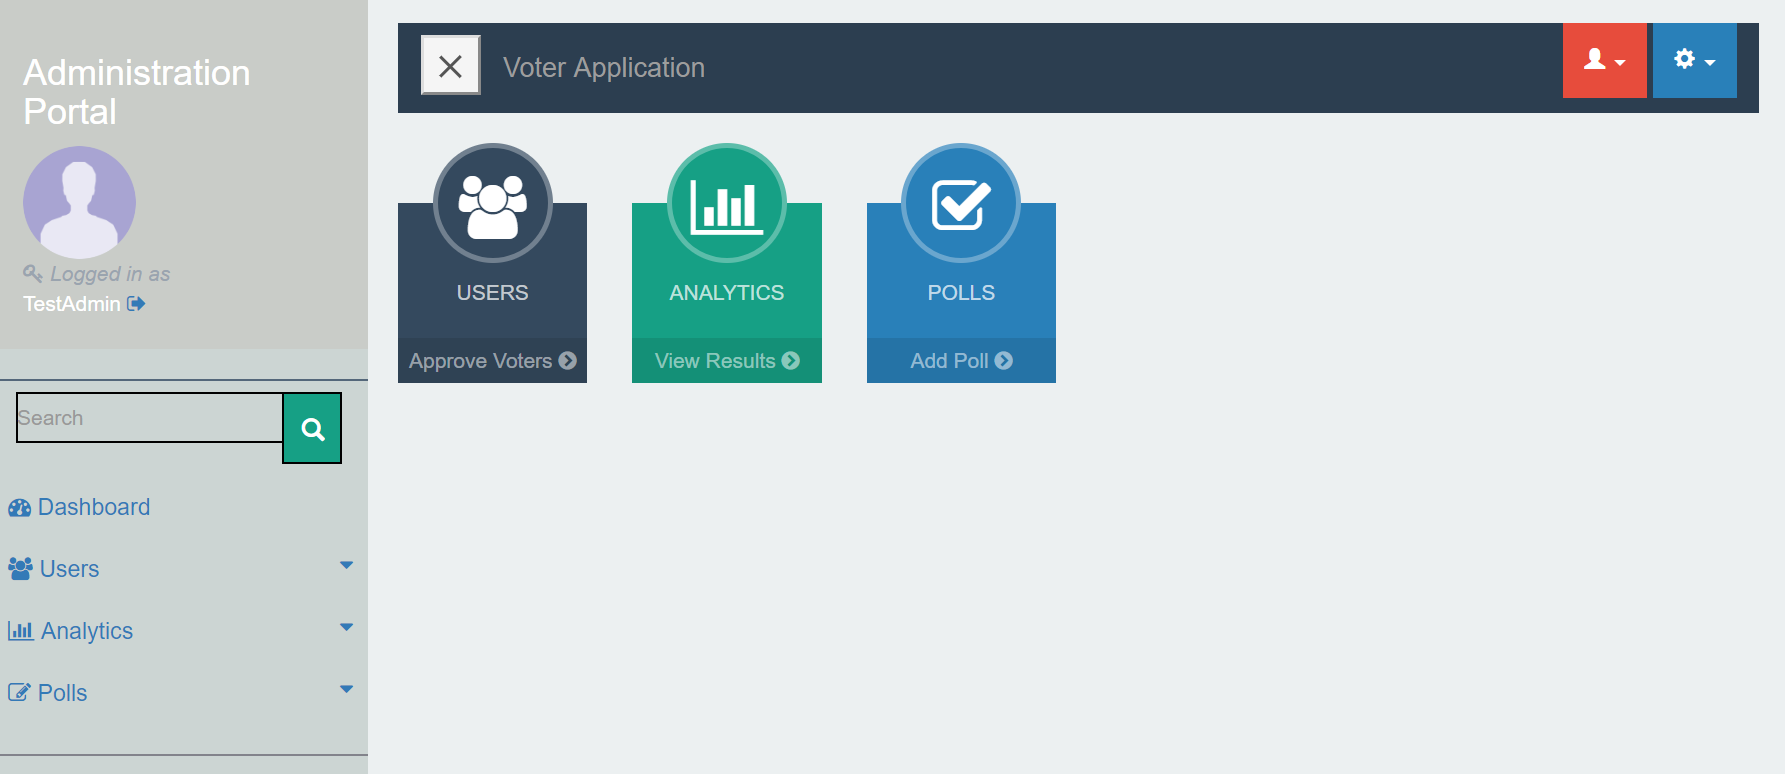 Administration
Portal
Logged in as
TestAdmin
Search
Dashboard
Users
Analytics
Polls
Voter Application
USERS
Approve Voters
ANALYTICS
View Results
POLLS
Add Poll